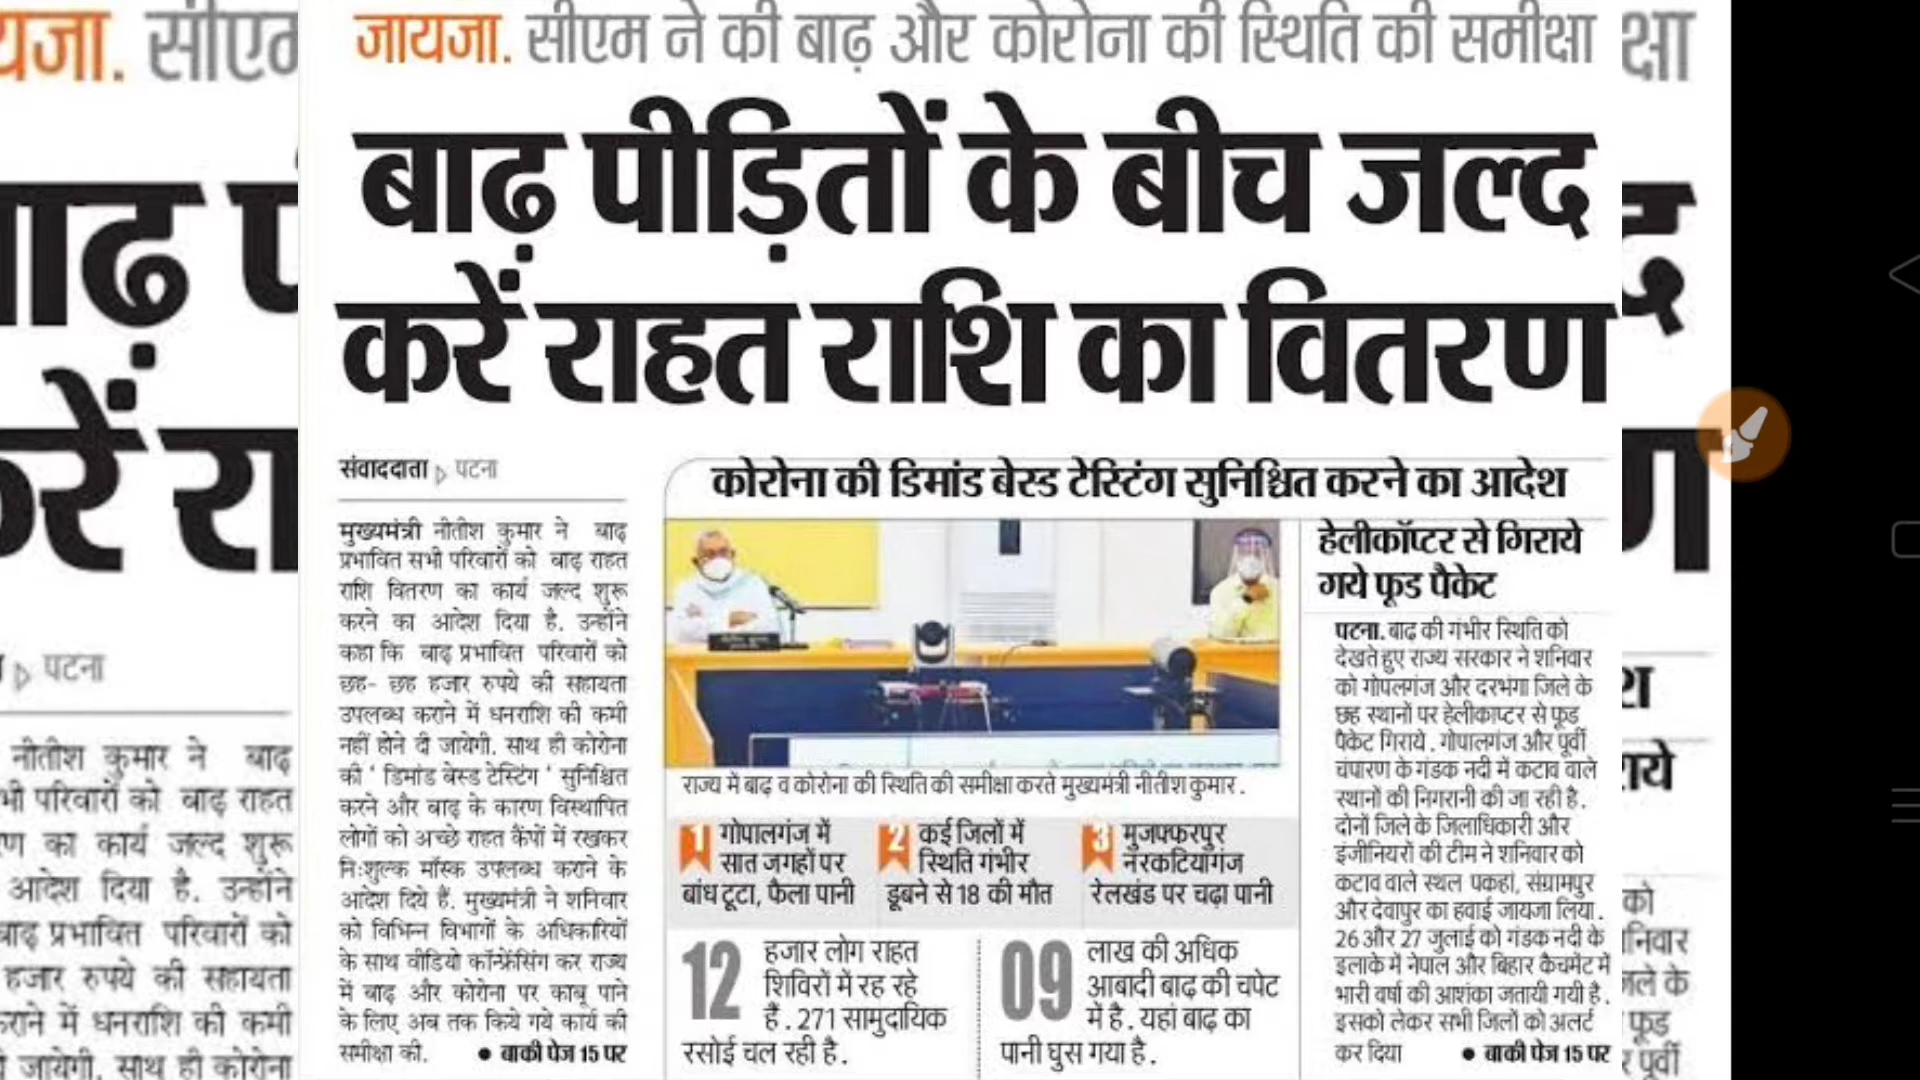 जायजा. सीएम ने की बाढ़ और कोरोना की स्थिति की समीक्षा
बाढ़ पीड़ितों के बीच जल्द
करें राहत राशि का वितरण
संवाददाता ▷ पटना
मुख्यमंत्री नीतीश कुमार ने बाढ़
प्रभावित सभी परिवारों को बाढ़ राहत
राशि वितरण का कार्य जल्द शुरू
करने का आदेश दिया है. उन्होंने
कहा कि बाढ़ प्रभावित परिवारों को
छह- छह हजार रुपये की सहायता
उपलब्ध कराने में धनराशि की कमी
नहीं होने दी जायेगी. साथ ही कोरोना
की ' डिमांड बेस्ड टेस्टिंग ' सुनिश्चित
करने और बाढ़ के कारण विस्थापित
लोगों को अच्छे राहत कैंपों में रखकर
निःशुल्क मॉस्क उपलब्ध कराने के
आदेश दिये हैं. मुख्यमंत्री ने शनिवार
को विभिन्न विभागों के अधिकारियों
के साथ वीडियो कॉन्फ्रेंसिंग कर राज्य
में बाढ़ और कोरोना पर काबू पाने
के लिए अब तक किये गये कार्य की
समीक्षा की. ● बाकी पेज 15 पर
कोरोना की डिमांड बेस्ड टेस्टिंग सुनिश्चित करने का आदेश
राज्य में बाढ़ व कोरोना की स्थिति की समीक्षा करते मुख्यमंत्री नीतीश कुमार.
1 गोपालगंज में
सात जगहों पर
बांध टूटा, फैला पानी
2 कई जिलों में
स्थिति गंभीर
डूबने से 18 की मौत
3 मुजफ्फरपुर
नरकटियागंज
रेलखंड पर चढ़ा पानी
12 हजार लोग राहत
शिविरों में रह रहे
हैं. 271 सामुदायिक
रसोई चल रही है.
09 लाख की अधिक
आबादी बाढ़ की चपेट
में है. यहां बाढ़ का
पानी घुस गया है.
हेलीकॉप्टर से गिराये
गये फूड पैकेट
पटना. बाढ़ की गंभीर स्थिति को
देखते हुए राज्य सरकार ने शनिवार
को गोपलगंज और दरभंगा जिले के
छह स्थानों पर हेलीकाप्टर से फूड
पैकेट गिराये. गोपालगंज और पूर्वी
चंपारण के गंडक नदी में कटाव वाले
स्थानों की निगरानी की जा रही है.
दोनों जिले के जिलाधिकारी और
इंजीनियरों की टीम ने शनिवार को
कटाव वाले स्थल पकहां, संग्रामपुर
और देवापुर का हवाई जायजा लिया.
26 और 27 जुलाई को गंडक नदी के
इलाके में नेपाल और बिहार कैचमेंट में
भारी वर्षा की आशंका जतायी गयी है.
इसको लेकर सभी जिलों को अलर्ट
कर दिया ● बाकी पेज 15 पर